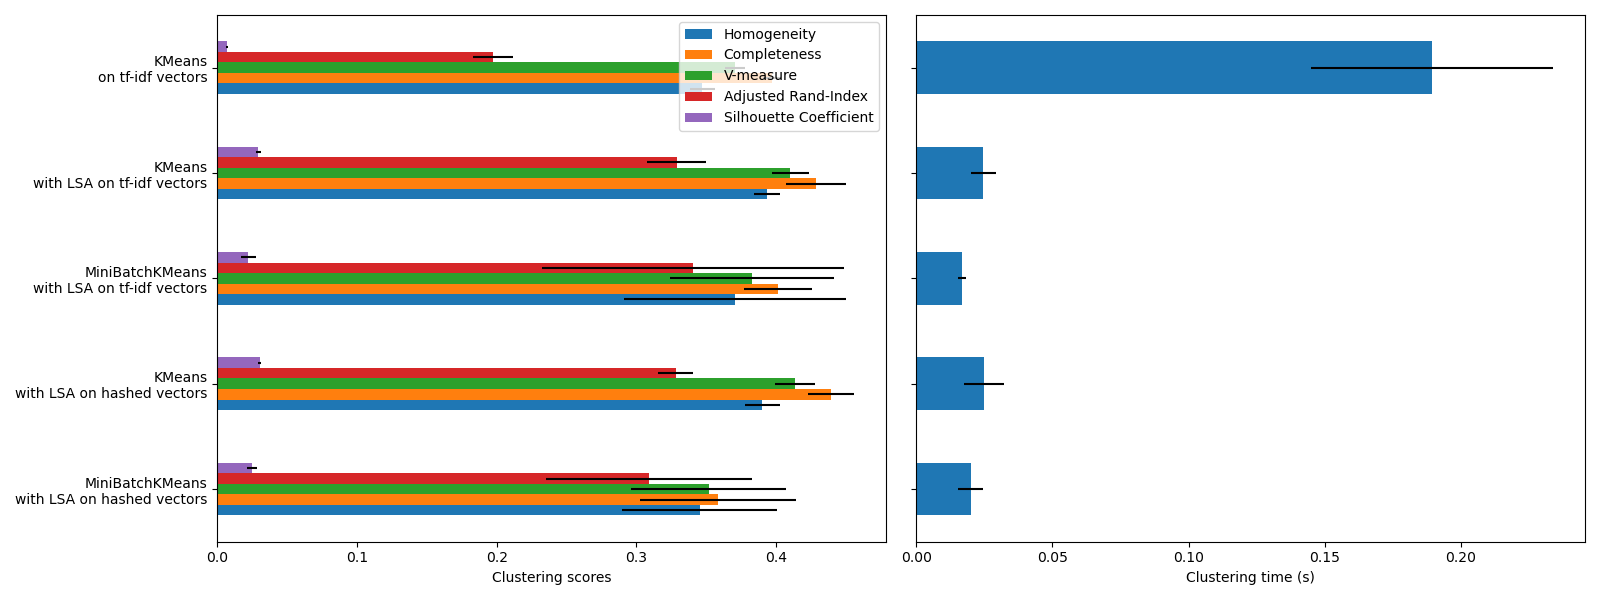 KMeans
on tf-idf vectors
KMeans
with LSA on tf-idf vectors
MiniBatchKMeans
with LSA on tf-idf vectors
KMeans
with LSA on hashed vectors
MiniBatchKMeans
with LSA on hashed vectors
Homogeneity
Completeness
V-measure
Adjusted Rand-Index
Silhouette Coefficient
0.0 0.1 0.2 0.3 0.4
Clustering scores
0.00 0.05 0.10 0.15 0.20
Clustering time (s)